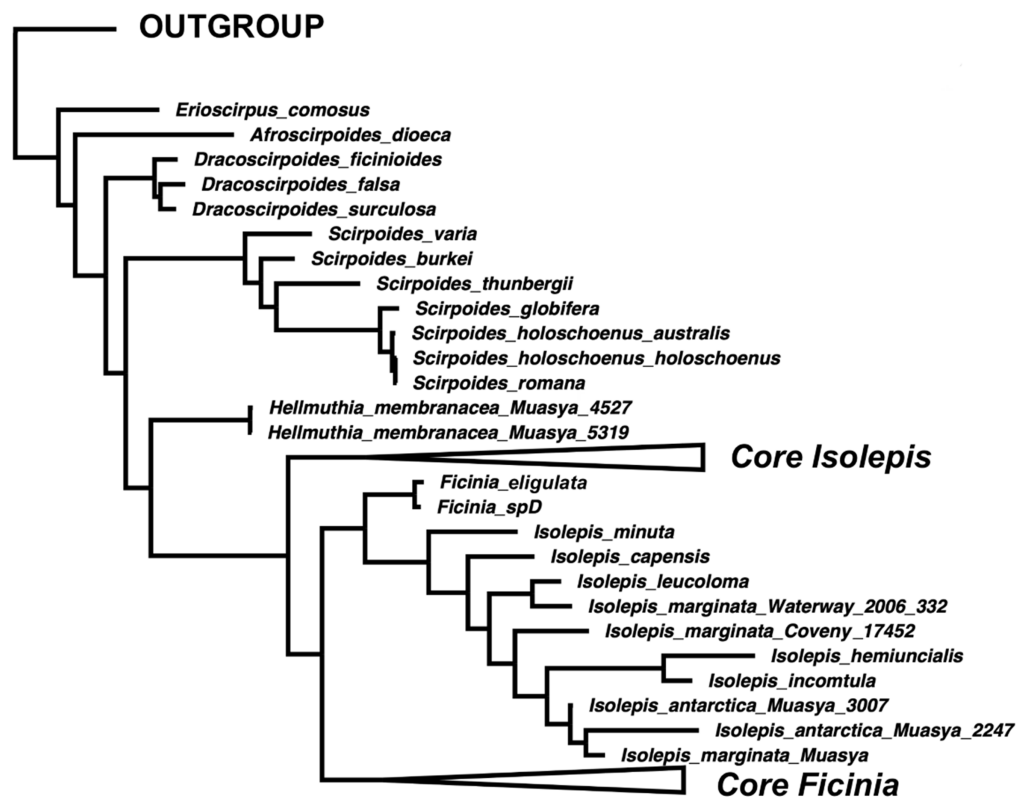 OUTGROUP
Erioscirpus_comosus
Afroscirpoides_dioeca
Dracoscirpoides_ficinioides
Dracoscirpoides_falsa
Dracoscirpoides_surculosa
Scirpoides_varia
Scirpoides_burkei
Scirpoides_thunbergii
Scirpoides_globifera
Scirpoides_holoschoenus_australis
Scirpoides_holoschoenus_holoschoenus
Scirpoides_romana
Hellmuthia_membranacea_Muasya_4527
Hellmuthia_membranacea_Muasya_5319
Core Isolepis
Ficinia_eligulata
Ficinia_spD
Isolepis_minuta
Isolepis_capensis
Isolepis_leucoloma
Isolepis_marginata_Waterway_2006_332
Isolepis_marginata_Coveny_17452
Isolepis_hemiuncialis
Isolepis_incomtula
Isolepis_antarctica_Muasya_3007
Isolepis_antarctica_Muasya_2247
Isolepis_marginata_Muasya
Core Ficinia